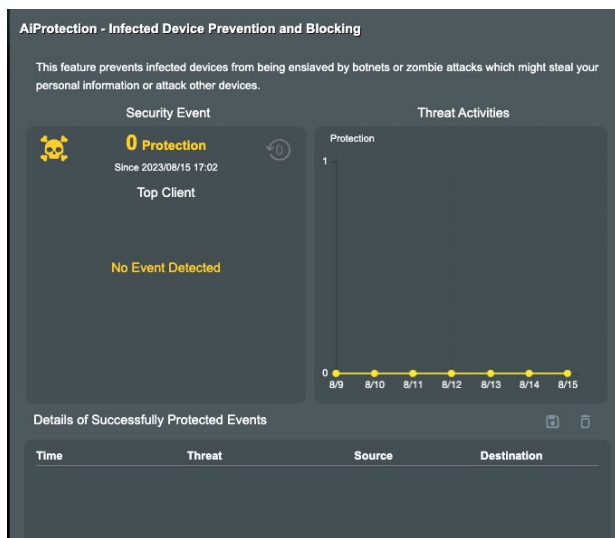 AiProtection - Infected Device Prevention and Blocking
This feature prevents infected devices from being enslaved by botnets or zombie attacks which might steal your
personal information or attack other devices.
Security Event
0 Protection
Since 2023/08/15 17:02
0
Top Client
No Event Detected
Threat Activities
Protection
1
0
8/9 8/10 8/11 8/12 8/13 8/14 8/15
Details of Successfully Protected Events
Time Threat Source Destination